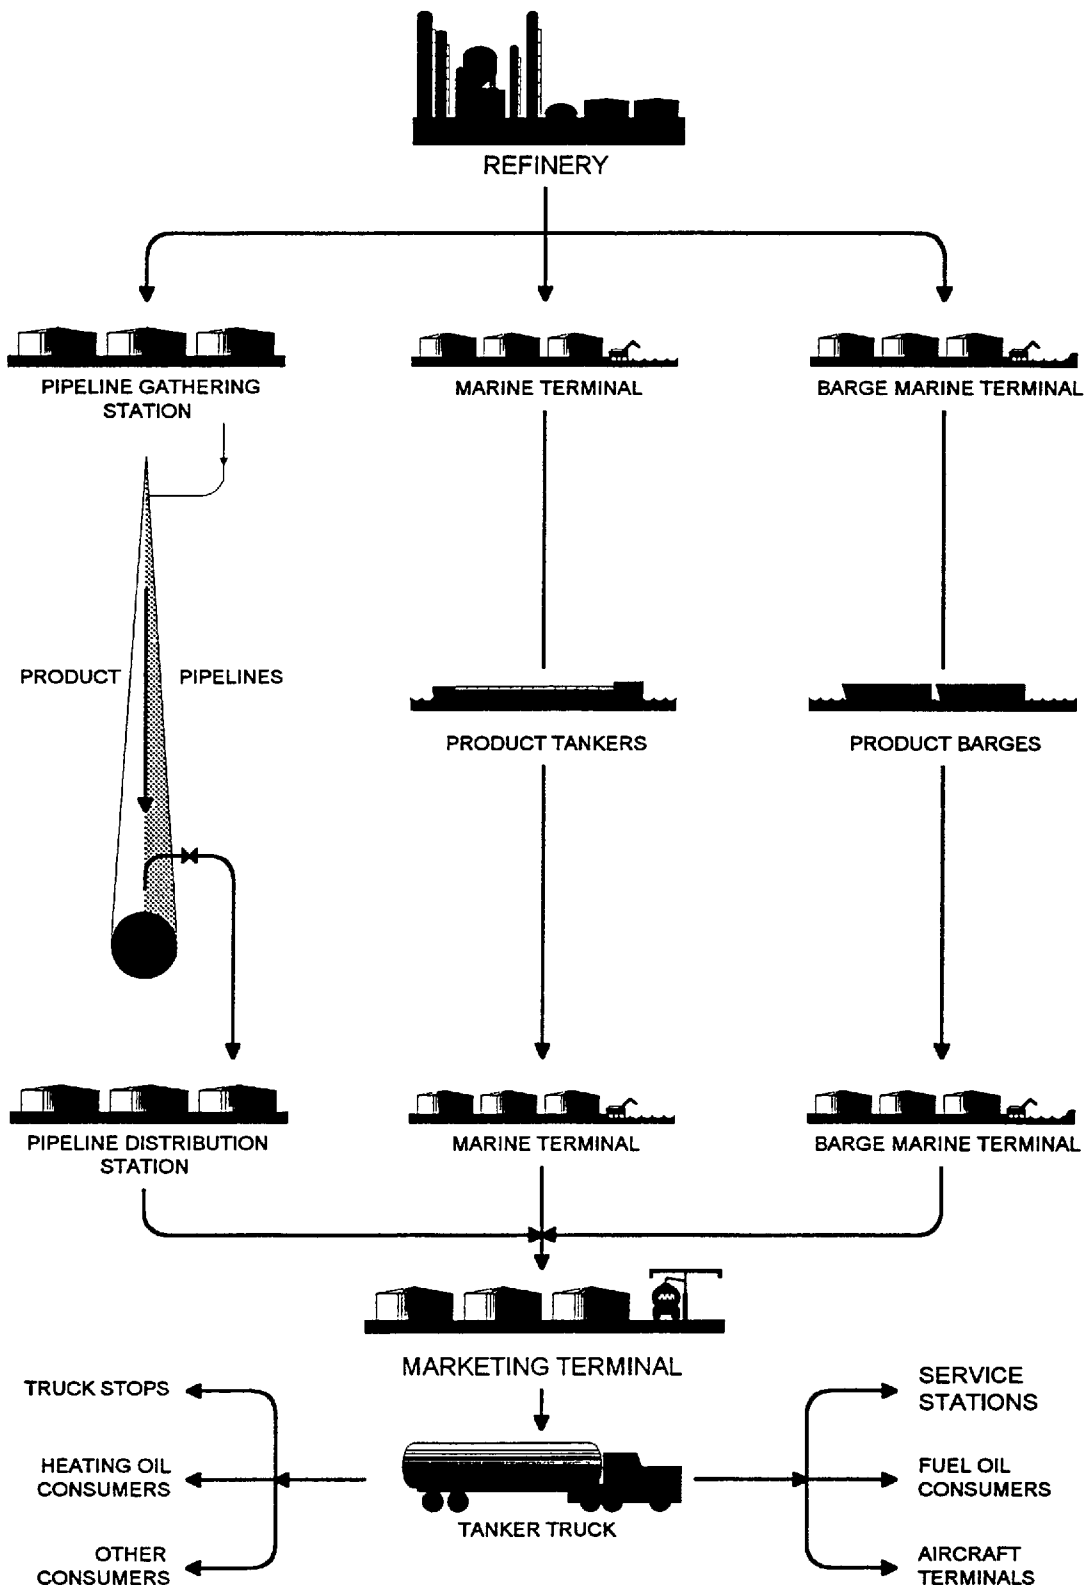 REFINERY
PIPELINE GATHERING
STATION
MARINE TERMINAL
BARGE MARINE TERMINAL
PRODUCT PIPELINES
PRODUCT TANKERS
PRODUCT BARGES
PIPELINE DISTRIBUTION
STATION
MARINE TERMINAL
BARGE MARINE TERMINAL
MARKETING TERMINAL
TRUCK STOPS
HEATING OIL
CONSUMERS
OTHER
CONSUMERS
TANKER TRUCK
SERVICE
STATIONS
FUEL OIL
CONSUMERS
AIRCRAFT
TERMINALS